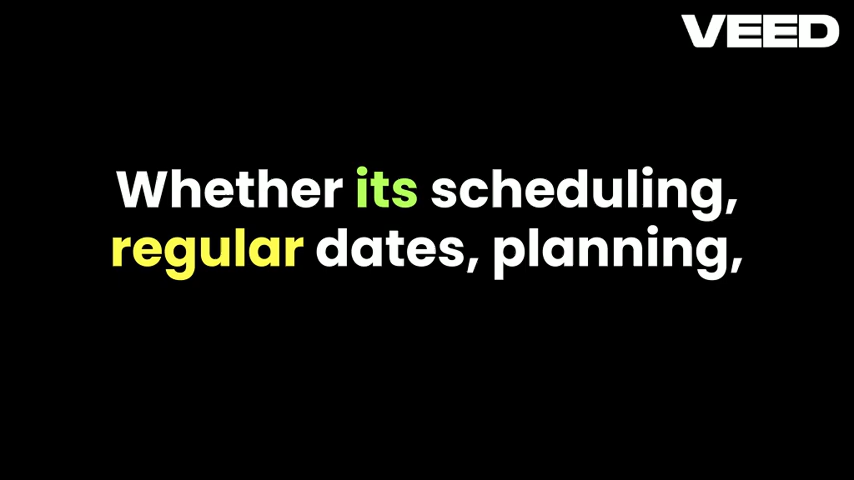 VEED
Whether its scheduling,
regular dates, planning,